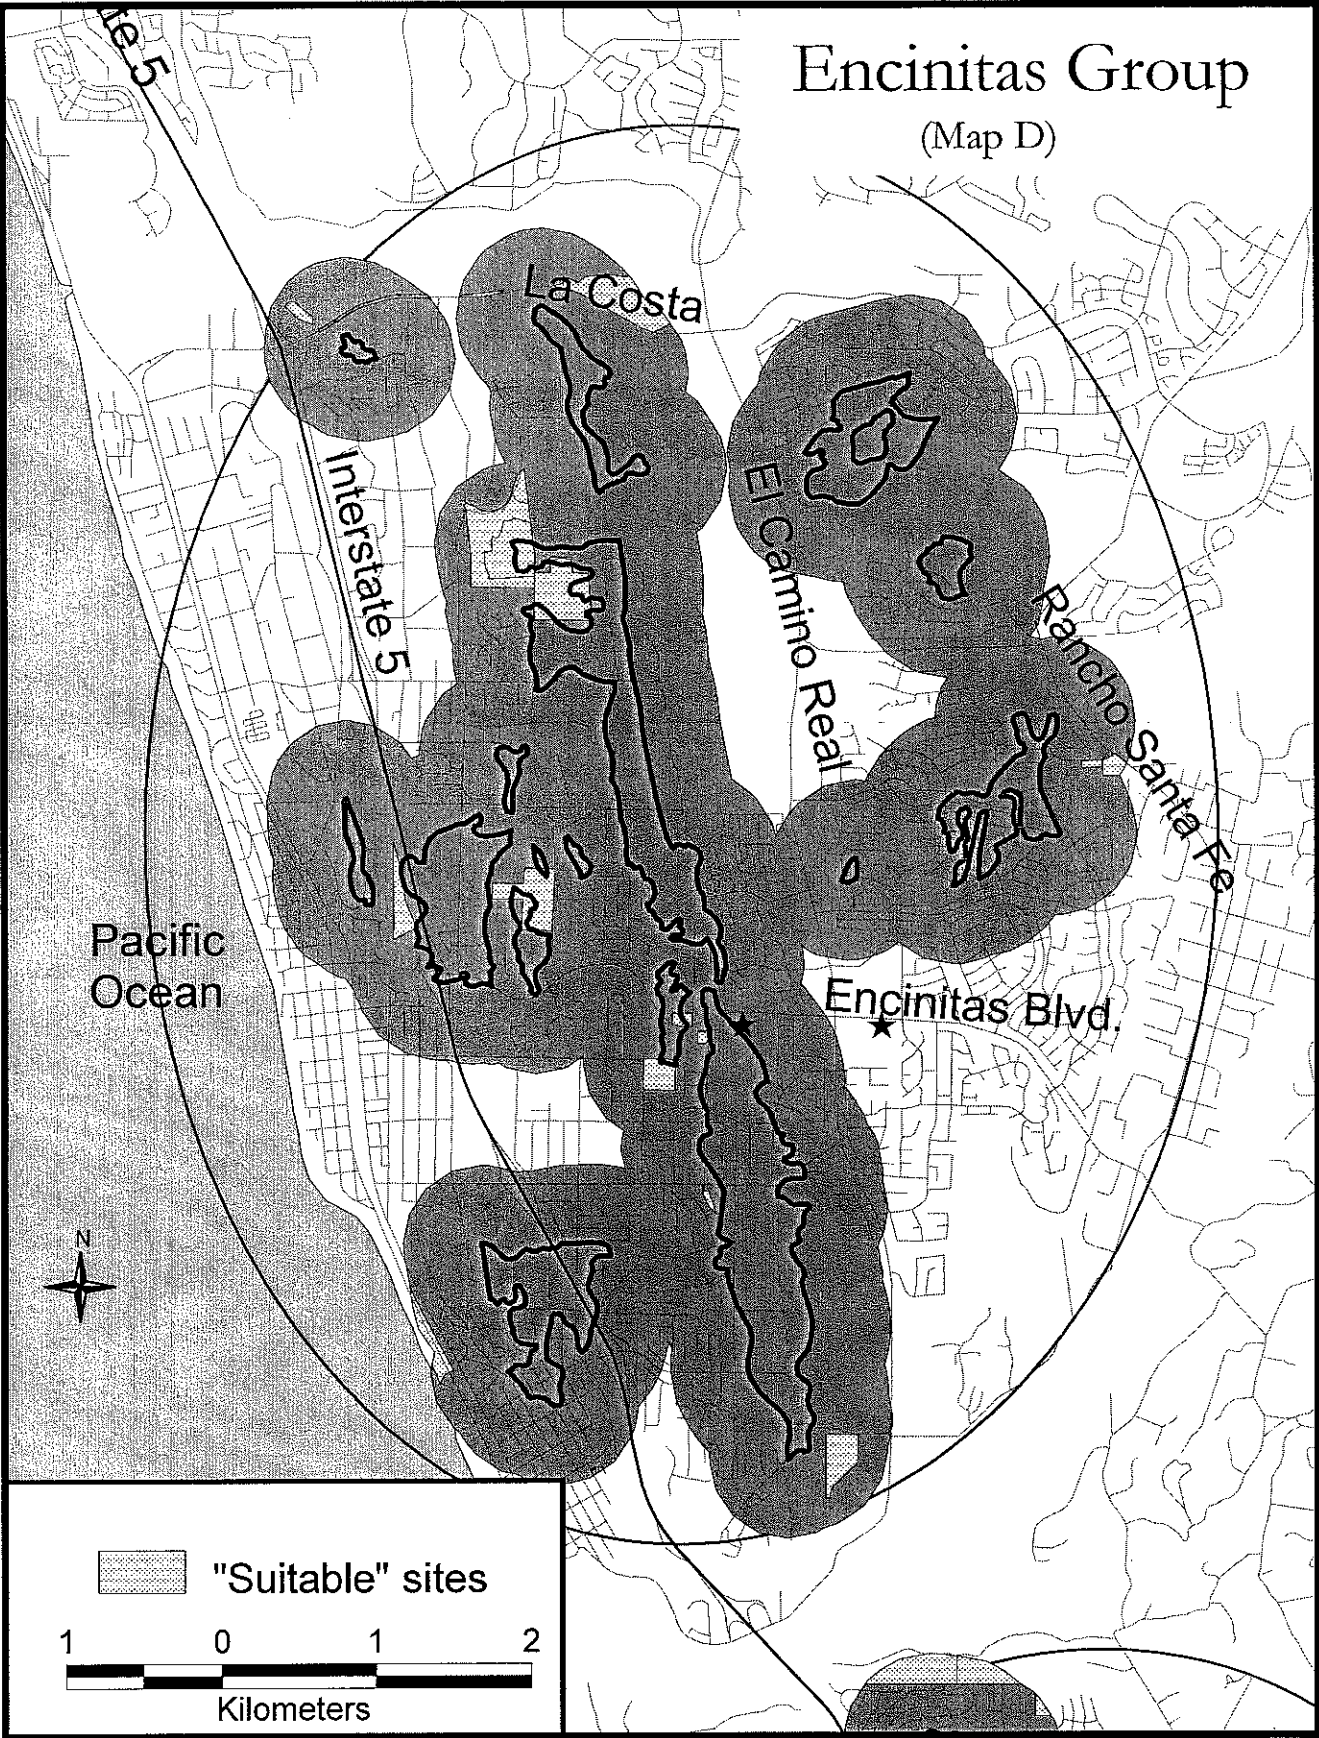 te 5
Encinitas Group
(Map D)
La Costa
Interstate 5
El Camino Real
Rancho Santa Fe
Pacific
Ocean
Encinitas Blvd.
N
"Suitable" sites
1 0 1 2
Kilometers